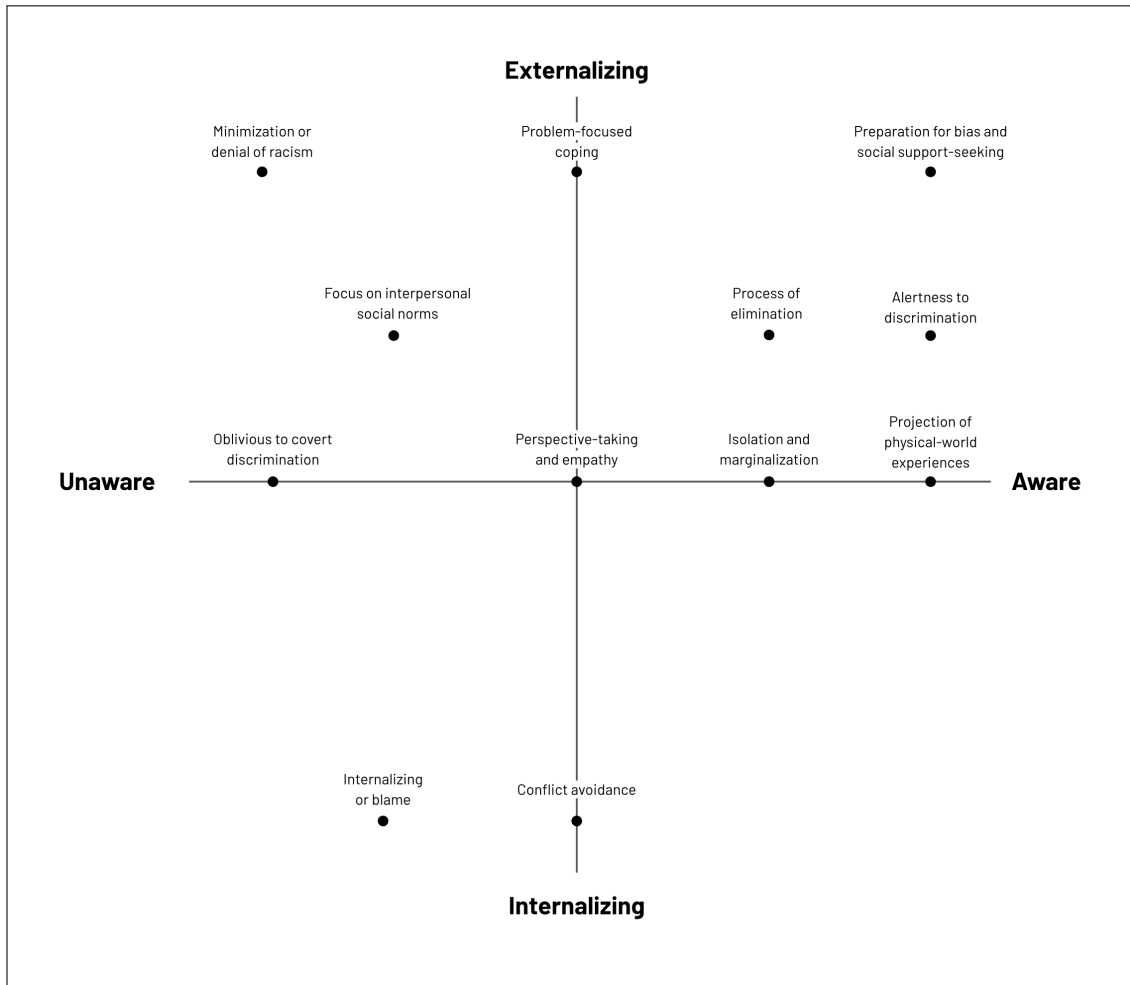 Externalizing
Minimization or
denial of racism
Problem-focused
coping
Preparation for bias and
social support-seeking
Focus on interpersonal
social norms
Process of
elimination
Alertness to
discrimination
Oblivious to covert
discrimination
Perspective-taking
and empathy
Isolation and
marginalization
Projection of
physical-world
experiences
Unaware
Aware
Internalizing
or blame
Conflict avoidance
Internalizing